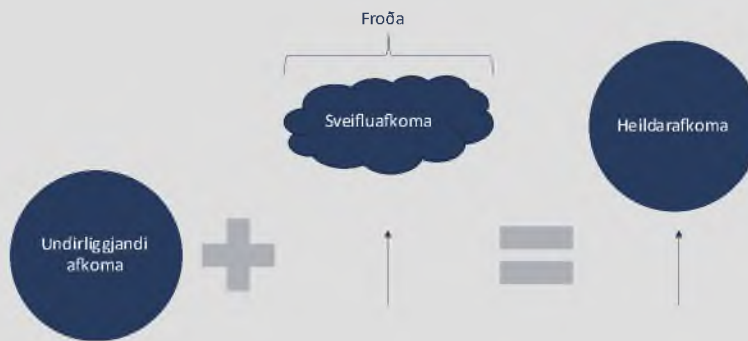 Froða
Sveifluafkoma
Heildarafkoma
Undirliggjandi
afkoma